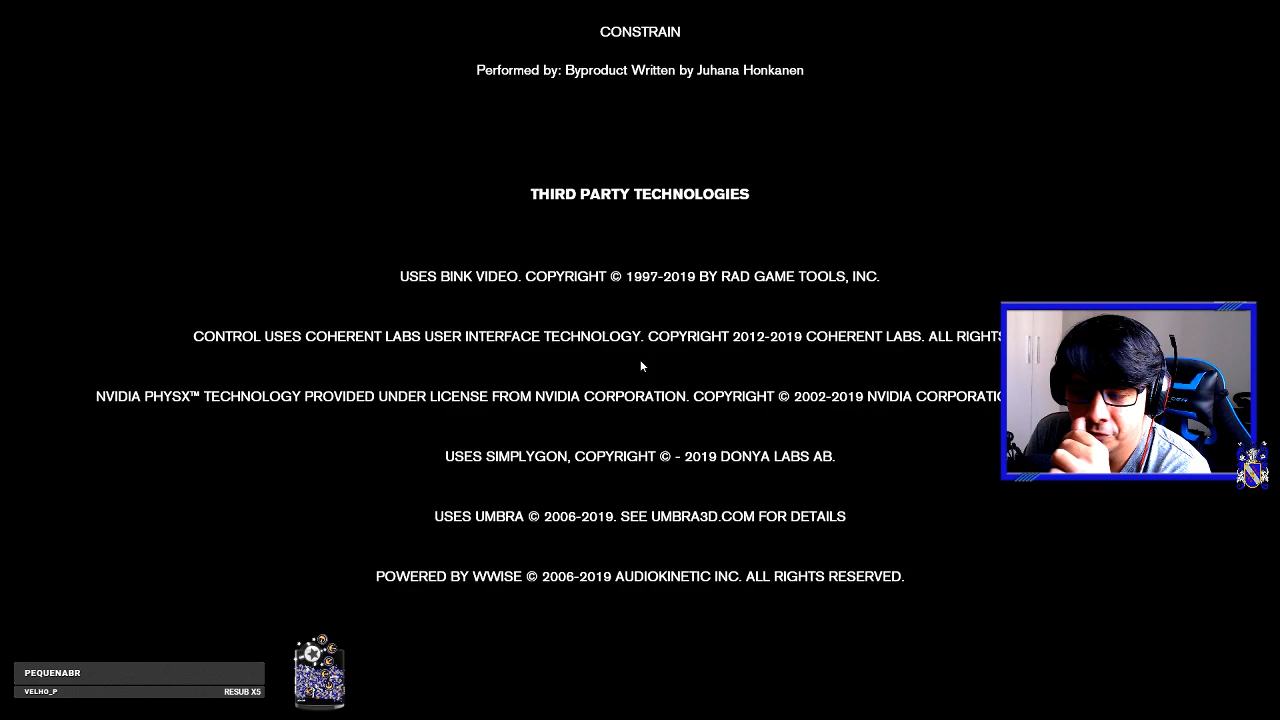 CONSTRAIN
Performed by: Byproduct Written by Juhana Honkanen
THIRD PARTY TECHNOLOGIES
USES BINK VIDEO. COPYRIGHT © 1997-2019 BY RAD GAME TOOLS, INC.
CONTROL USES COHERENT LABS USER INTERFACE TECHNOLOGY. COPYRIGHT 2012-2019 COHERENT LABS. ALL RIGHTS
NVIDIA PHYSX™ TECHNOLOGY PROVIDED UNDER LICENSE FROM NVIDIA CORPORATION. COPYRIGHT © 2002-2019 NVIDIA
USES SIMPLYGON, COPYRIGHT © - 2019 DONYA LABS AB.
USES UMBRA © 2006-2019. SEE UMBRA3D.COM FOR DETAILS
POWERED BY WWISE © 2006-2019 AUDIOKINETIC INC. ALL RIGHTS RESERVED.
PEQUENABR
VELHO_P RESUB X5